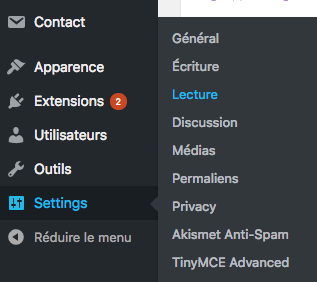 Contact
Apparence
Extensions 2
Utilisateurs
Outils
Settings
Réduire le menu
Général
Écriture
Lecture
Discussion
Médias
Permaliens
Privacy
Akismet Anti-Spam
TinyMCE Advanced